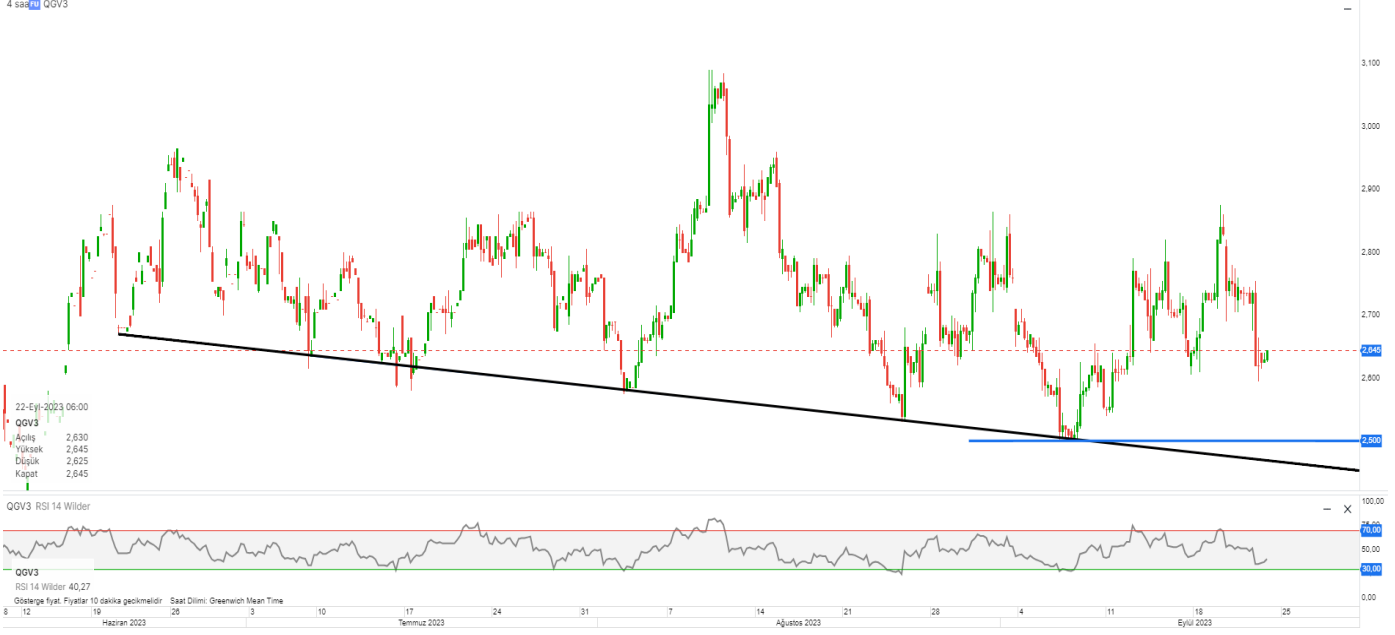 4 saa FU QGV3
3,100
3,000
2,900
2,800
2,700
2,645
2,600
2,500
22-Eyl-2023 06:00
QGV3
Açılış 2,630
Yüksek 2,645
Düşük 2,625
Kapat 2,645
QGV3 RSI 14 Wilder
100,00
70,00
50,00
30,00
0,00
QGV3
RSI 14 Wilder 40,27
Gösterge fiyat. Fiyatlar 10 dakika gecikmelidir Saat Dilimi: Greenwich Mean Time
8 12 19 26 3 10 17 24 31 7 14 21 28 4 11 18 25
Haziran 2023 Temmuz 2023 Ağustos 2023 Eylül 2023